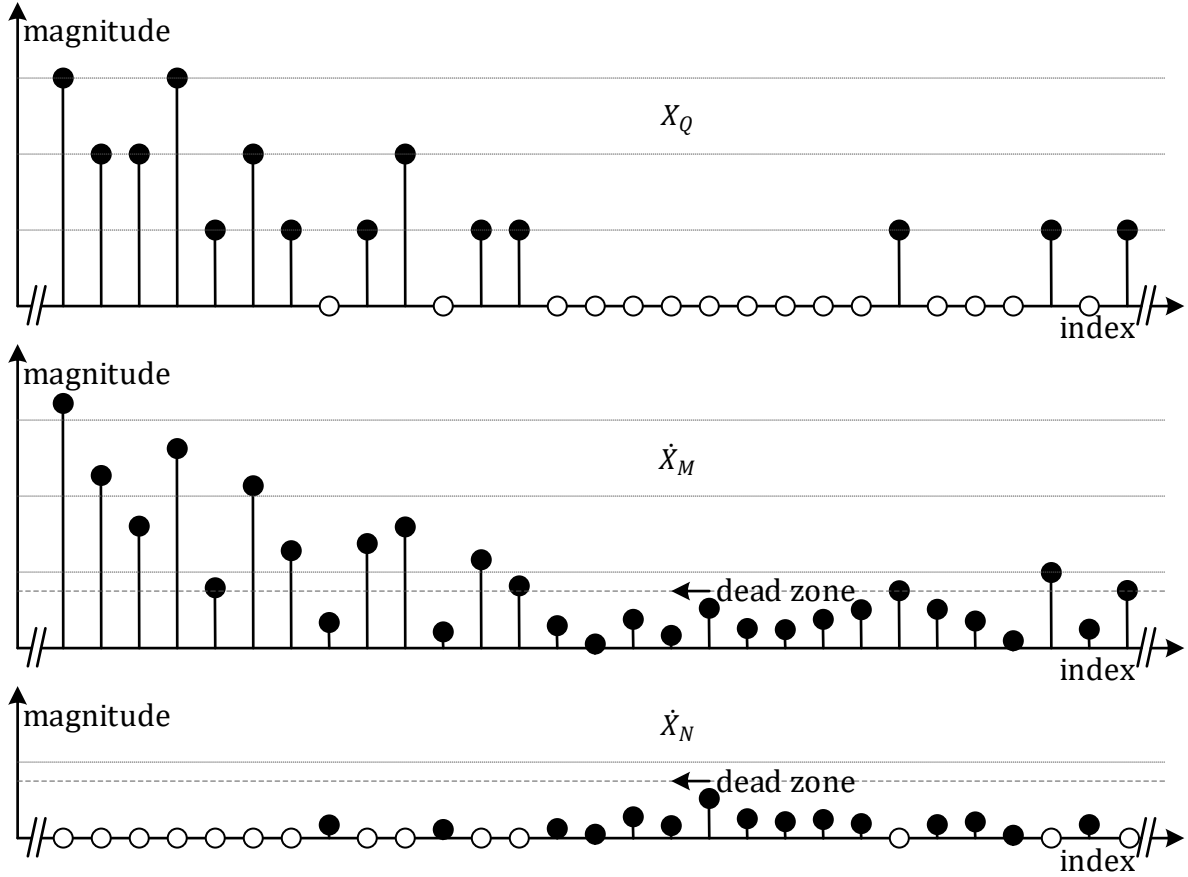 magnitude
X_Q
index
magnitude
Ẋ_M
dead zone
index
magnitude
Ẋ_N
dead zone
index